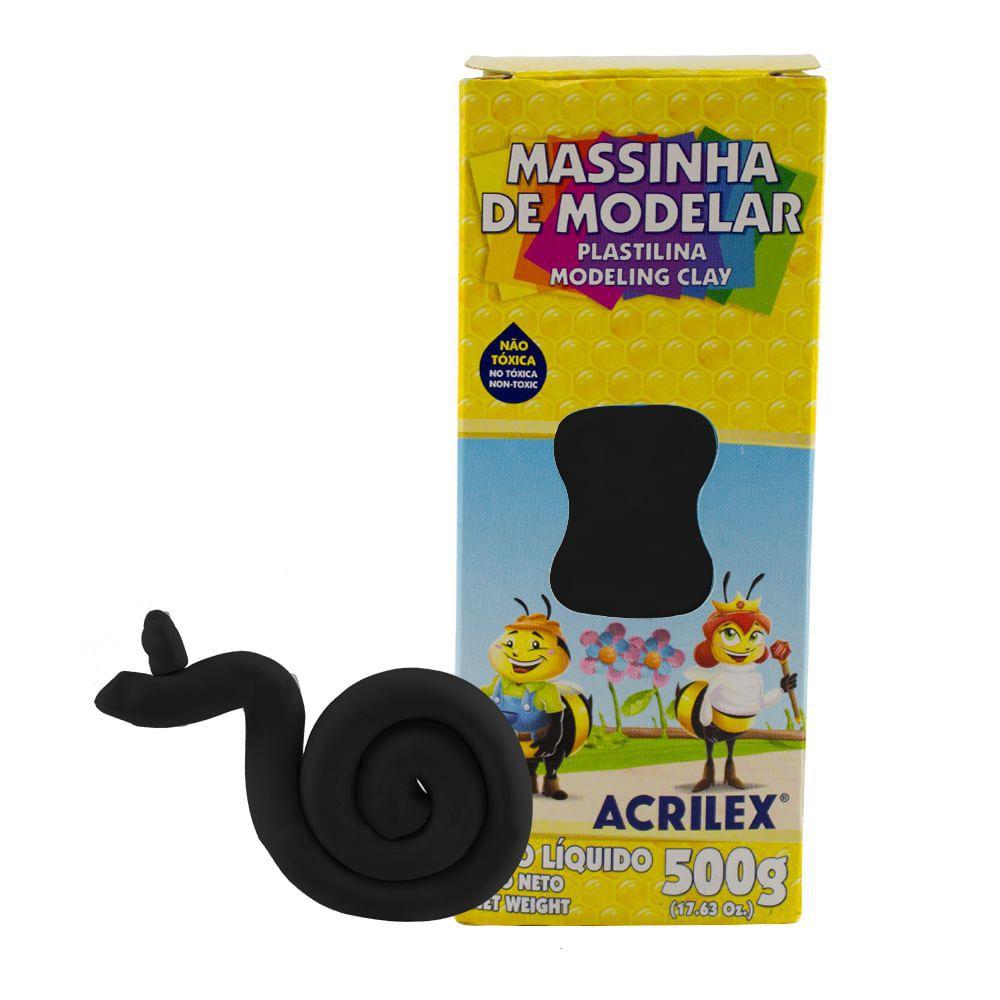 MASSINHA
DE MODELAR
PLASTILINA
MODELING CLAY
NÃO
TÓXICA
NO TÓXICA
NON-TOXIC
ACRILEX®
LÍQUIDO 500g
NETO
WEIGHT (17.63 Oz.)